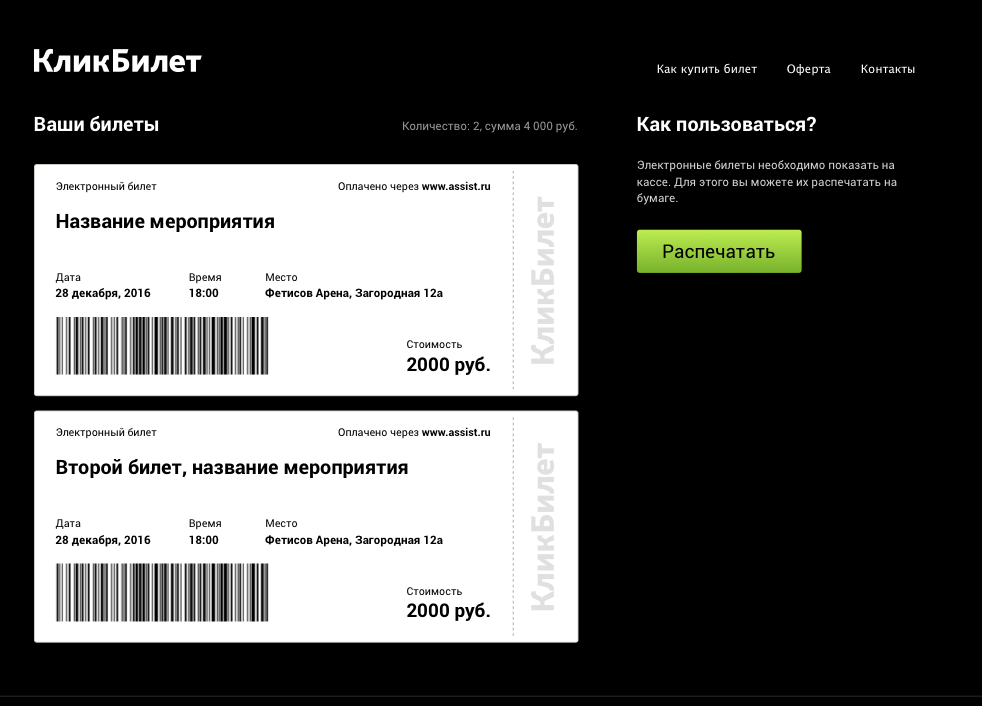 КликБилет
Как купить билет Оферта Контакты
Ваши билеты
Количество: 2, сумма 4 000 руб.
Электронный билет
Оплачено через www.assist.ru
Название мероприятия
Дата Время Место
28 декабря, 2016 18:00 Фетисов Арена, Загородная 12а
Стоимость
2000 руб.
КликБилет
Электронный билет
Оплачено через www.assist.ru
Второй билет, название мероприятия
Дата Время Место
28 декабря, 2016 18:00 Фетисов Арена, Загородная 12а
Стоимость
2000 руб.
КликБилет
Как пользоваться?
Электронные билеты необходимо показать на
кассе. Для этого вы можете их распечатать на
бумаге.
Распечатать